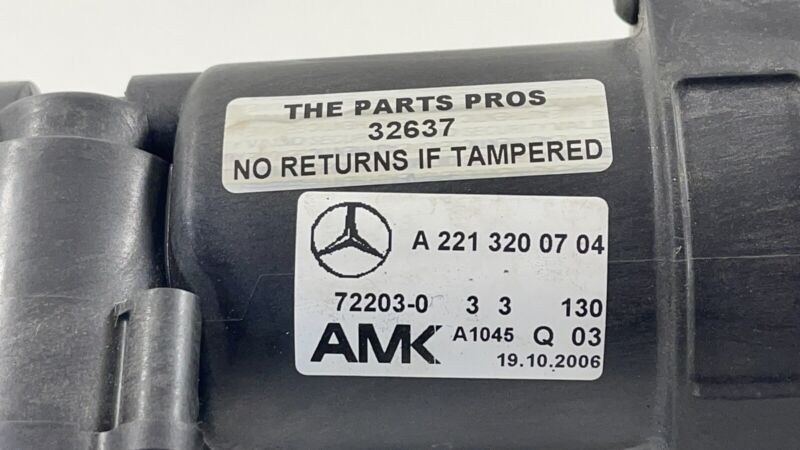 THE PARTS PROS
32637
NO RETURNS IF TAMPERED
A 221 320 07 04
72203-0 3 3 130
AMK A1045 Q 03
19.10.2006